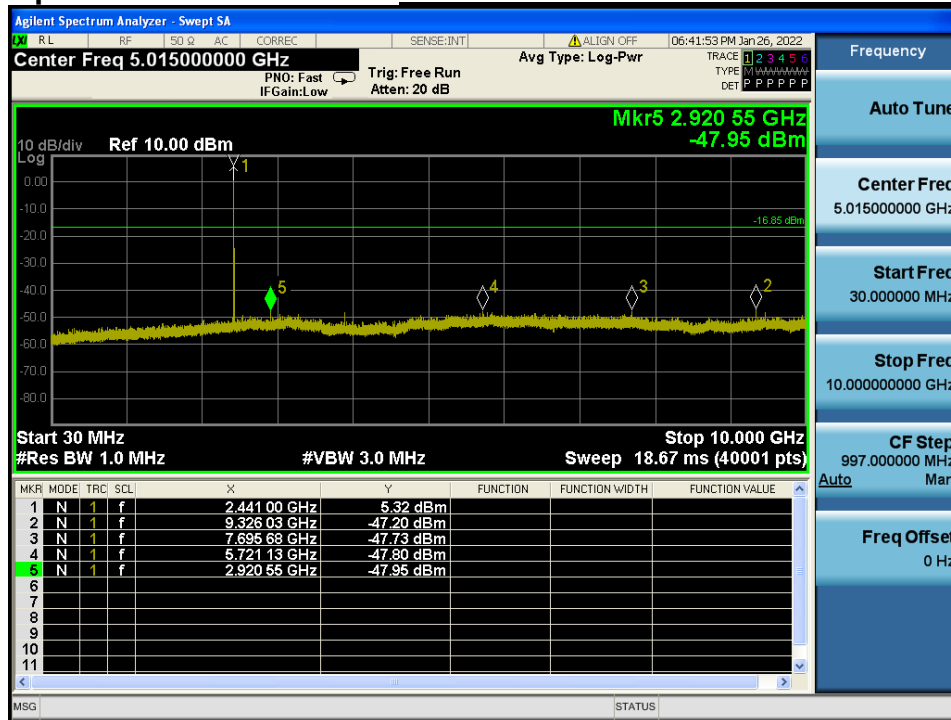 Agilent Spectrum Analyzer - Swept SA
LXI RL RF 50 Ω AC CORREC SENSE:INT ALIGN OFF 06:41:53 PM Jan 26, 2022
Center Freq 5.015000000 GHz
PNO: Fast
IFGain:Low
Trig: Free Run
Atten: 20 dB
Avg Type: Log-Pwr
TRACE 1 2 3 4 5 6
TYPE M
DET P P P P P P
Mkr5 2.920 55 GHz
-47.95 dBm
10 dB/div Ref 10.00 dBm
Log
1
0.00
-10.0
-16.85 dBm
-20.0
-30.0
-40.0
5
4
3
2
-50.0
-60.0
-70.0
-80.0
Start 30 MHz Stop 10.000 GHz
#Res BW 1.0 MHz #VBW 3.0 MHz Sweep 18.67 ms (40001 pts)
MKR MODE TRC SCL X Y FUNCTION FUNCTION WIDTH FUNCTION VALUE
1 N 1 f 2.441 00 GHz 5.32 dBm
2 N 1 f 9.326 03 GHz -47.20 dBm
3 N 1 f 7.695 68 GHz -47.73 dBm
4 N 1 f 5.721 13 GHz -47.80 dBm
5 N 1 f 2.920 55 GHz -47.95 dBm
6
7
8
9
10
11
MSG STATUS
Frequency
Auto Tune
Center Freq
5.015000000 GHz
Start Freq
30.000000 MHz
Stop Freq
10.000000000 GHz
CF Step
997.000000 MHz
Auto Man
Freq Offset
0 Hz